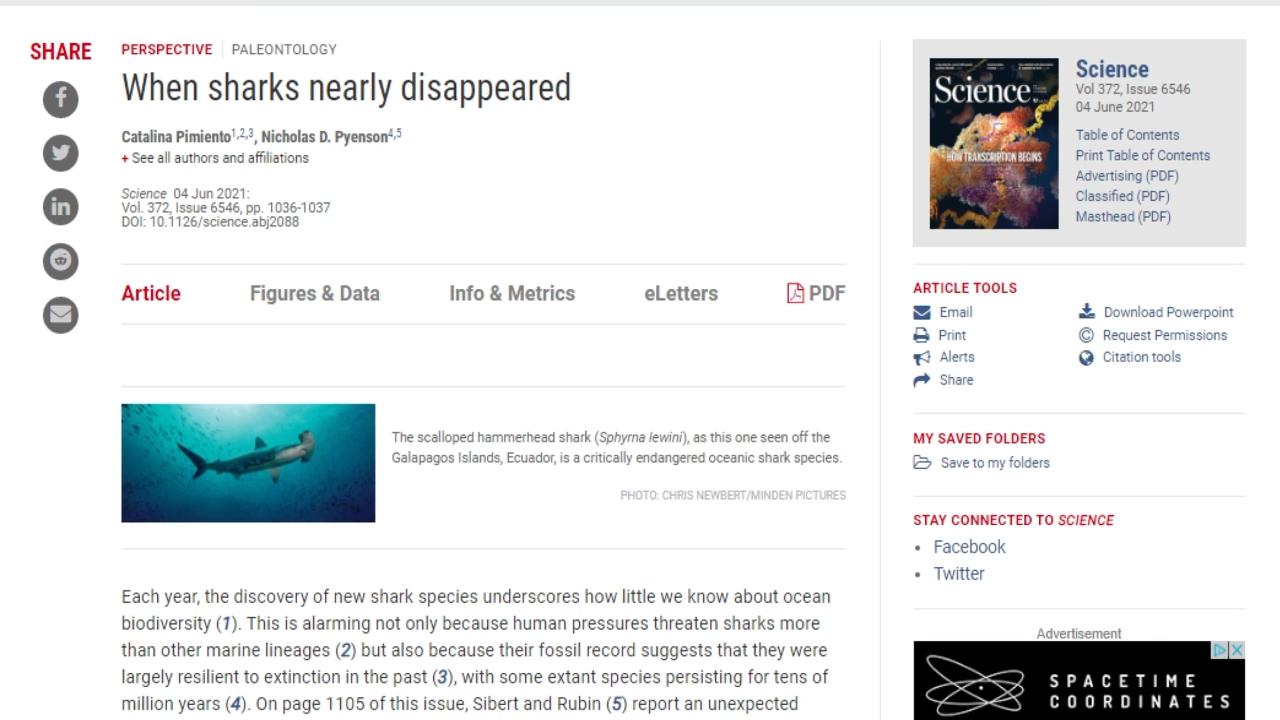 SHARE
PERSPECTIVE PALEONTOLOGY
When sharks nearly disappeared
Catalina Pimiento1,2,3, Nicholas D. Pyenson4,5
+ See all authors and affiliations
Science 04 Jun 2021:
Vol. 372, Issue 6546, pp. 1036-1037
DOI: 10.1126/science.abj2088
Article Figures & Data Info & Metrics eLetters PDF
The scalloped hammerhead shark (Sphyrna lewini), as this one seen off the
Galapagos Islands, Ecuador, is a critically endangered oceanic shark species.
PHOTO: CHRIS NEWBERT/MINDEN PICTURES
Each year, the discovery of new shark species underscores how little we know about ocean
biodiversity (1). This is alarming not only because human pressures threaten sharks more
than other marine lineages (2) but also because their fossil record suggests that they were
largely resilient to extinction in the past (3), with some extant species persisting for tens of
million years (4). On page 1105 of this issue, Sibert and Rubin (5) report an unexpected
Science
HOW TRANSCRIPTION BEGINS
Science
Vol 372, Issue 6546
04 June 2021
Table of Contents
Print Table of Contents
Advertising (PDF)
Classified (PDF)
Masthead (PDF)
ARTICLE TOOLS
Email
Print
Alerts
Share
Download Powerpoint
Request Permissions
Citation tools
MY SAVED FOLDERS
Save to my folders
STAY CONNECTED TO SCIENCE
Facebook
Twitter
Advertisement
SPACETIME
COORDINATES